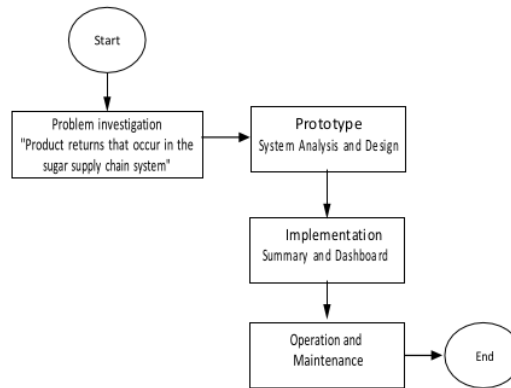 Start
Problem investigation
"Product returns that occur in the
sugar supply chain system"
Prototype
System Analysis and Design
Implementation
Summary and Dashboard
Operation and
Maintenance
End